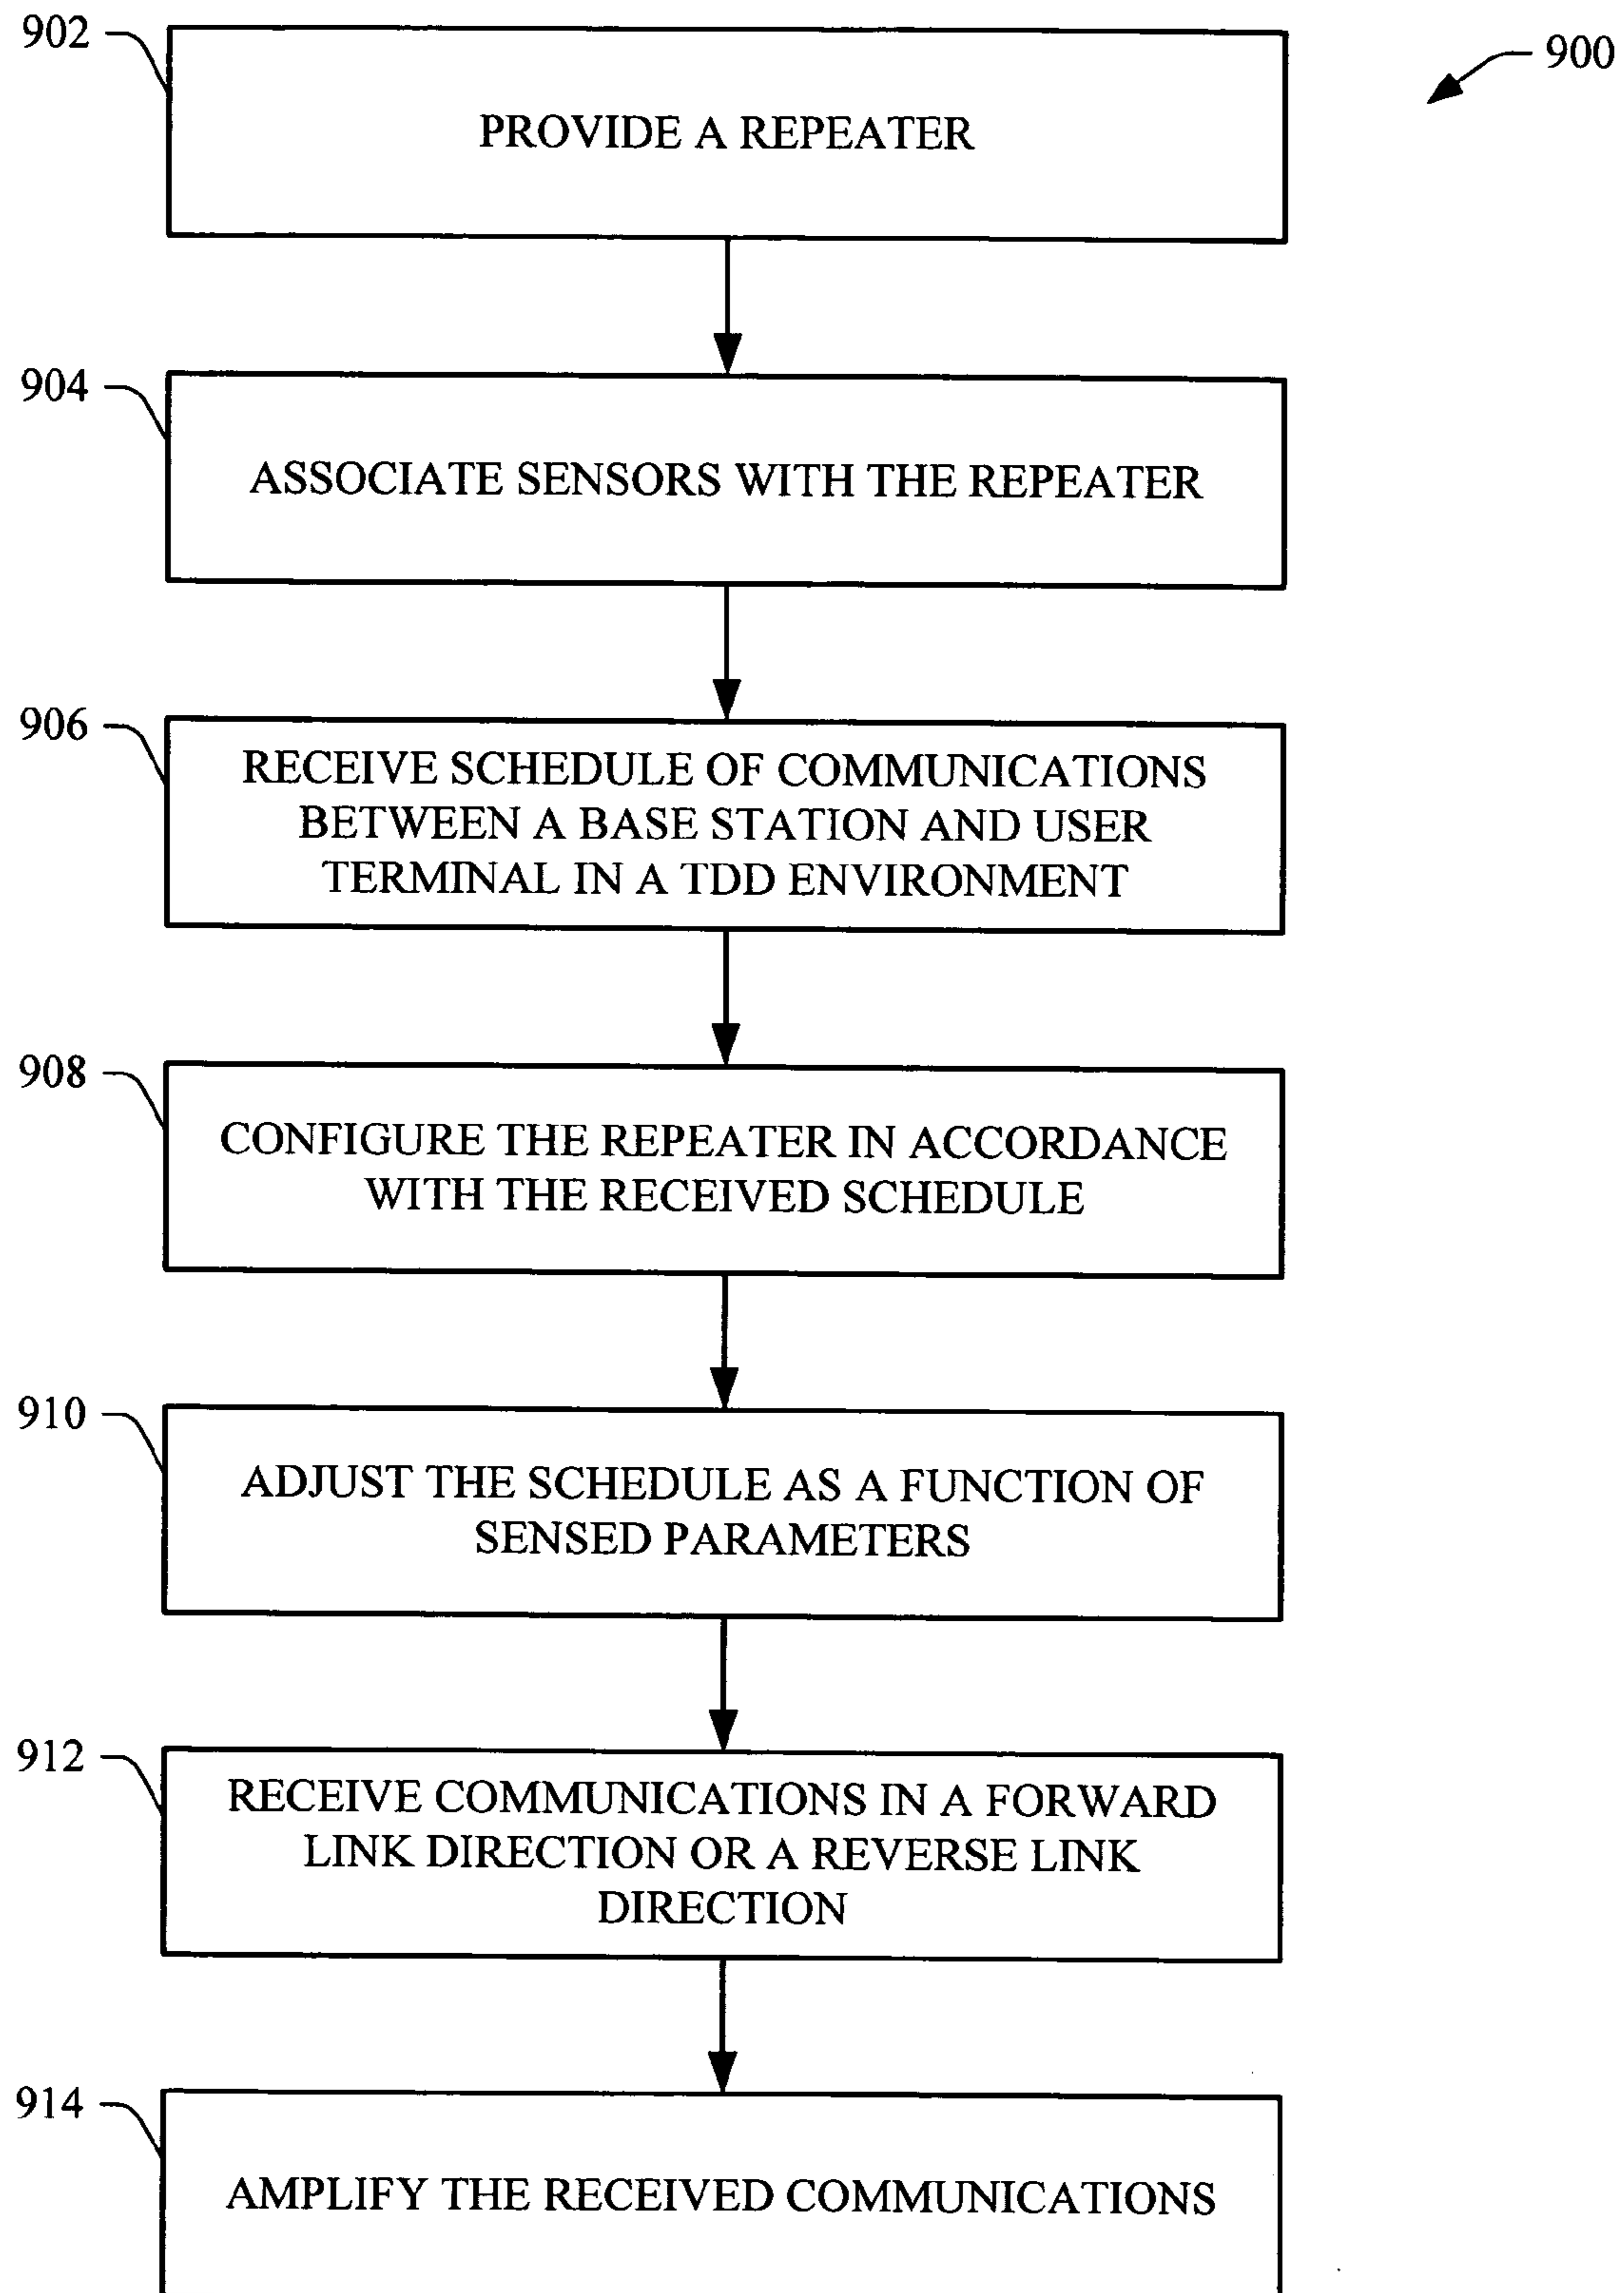 902
900
PROVIDE A REPEATER
904
ASSOCIATE SENSORS WITH THE REPEATER
906
RECEIVE SCHEDULE OF COMMUNICATIONS
BETWEEN A BASE STATION AND USER
TERMINAL IN A TDD ENVIRONMENT
908
CONFIGURE THE REPEATER IN ACCORDANCE
WITH THE RECEIVED SCHEDULE
910
ADJUST THE SCHEDULE AS A FUNCTION OF
SENSED PARAMETERS
912
RECEIVE COMMUNICATIONS IN A FORWARD
LINK DIRECTION OR A REVERSE LINK
DIRECTION
914
AMPLIFY THE RECEIVED COMMUNICATIONS